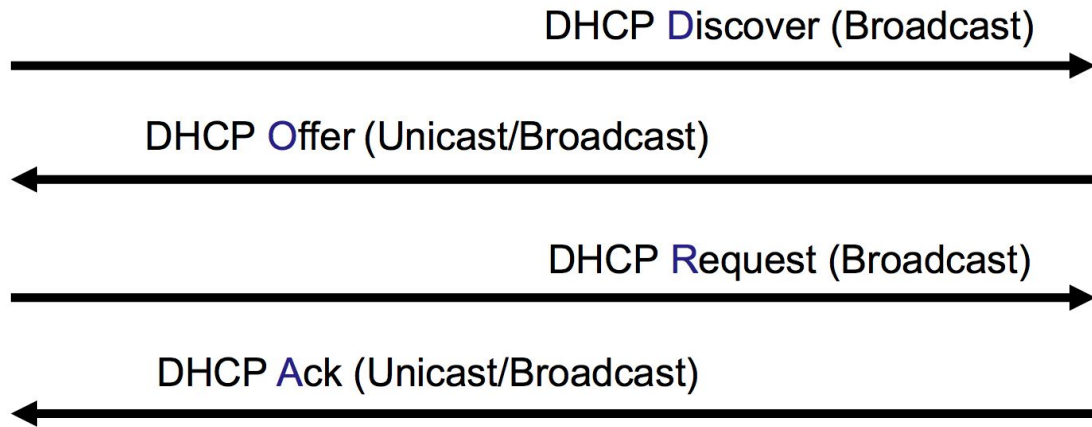 DHCP Discover (Broadcast)
DHCP Offer (Unicast/Broadcast)
DHCP Request (Broadcast)
DHCP Ack (Unicast/Broadcast)